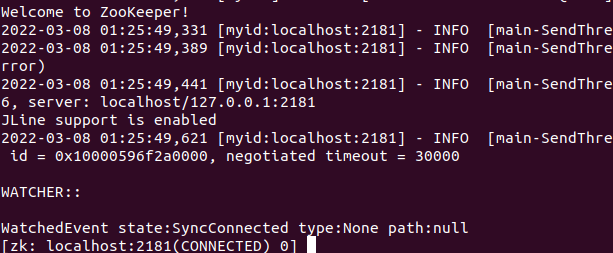 Welcome to ZooKeeper!
2022-03-08 01:25:49,331 [myid:localhost:2181] - INFO  [main-SendThre
2022-03-08 01:25:49,389 [myid:localhost:2181] - INFO  [main-SendThre
rror)
2022-03-08 01:25:49,441 [myid:localhost:2181] - INFO  [main-SendThre
6, server: localhost/127.0.0.1:2181
JLine support is enabled
2022-03-08 01:25:49,621 [myid:localhost:2181] - INFO  [main-SendThre
 id = 0x10000596f2a0000, negotiated timeout = 30000
WATCHER::
WatchedEvent state:SyncConnected type:None path:null
[zk: localhost:2181(CONNECTED) 0]